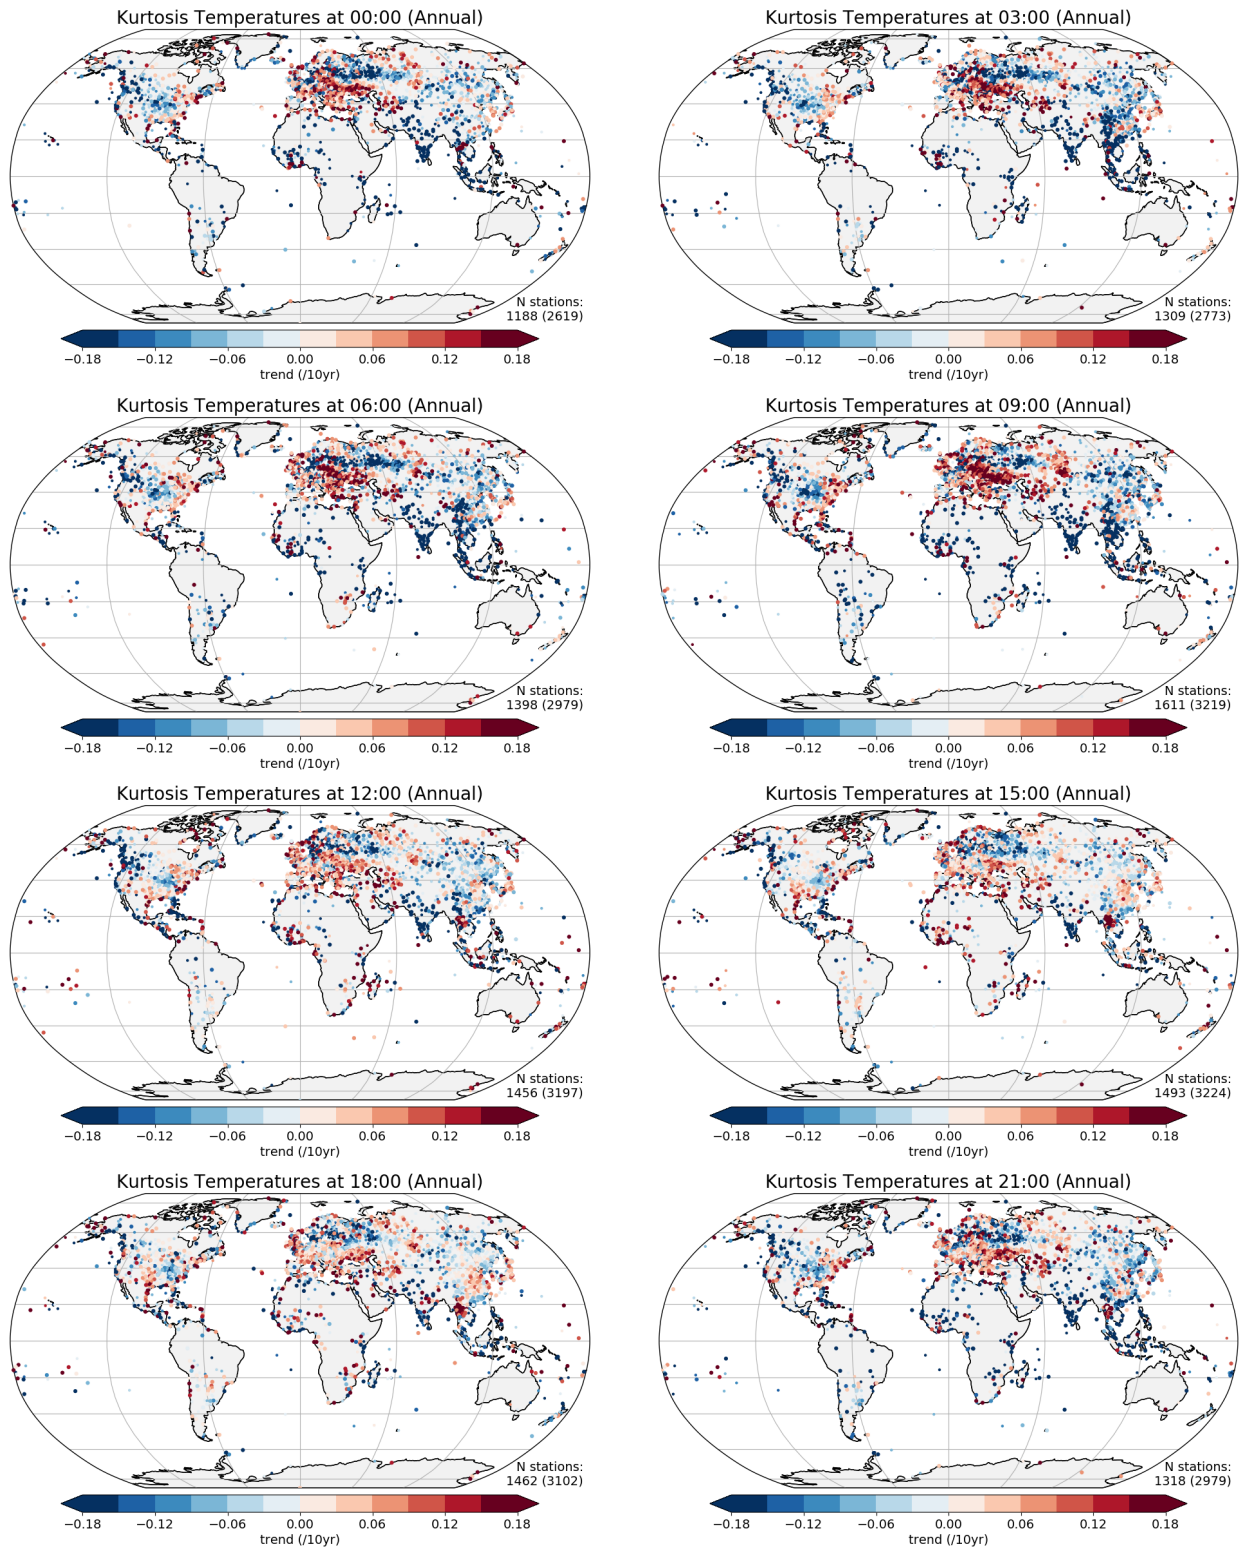 Kurtosis Temperatures at 00:00 (Annual)
N stations:
1188 (2619)
−0.18 −0.12 −0.06 0.00 0.06 0.12 0.18
trend (/10yr)
Kurtosis Temperatures at 03:00 (Annual)
N stations:
1309 (2773)
−0.18 −0.12 −0.06 0.00 0.06 0.12 0.18
trend (/10yr)
Kurtosis Temperatures at 06:00 (Annual)
N stations:
1398 (2979)
−0.18 −0.12 −0.06 0.00 0.06 0.12 0.18
trend (/10yr)
Kurtosis Temperatures at 09:00 (Annual)
N stations:
1611 (3219)
−0.18 −0.12 −0.06 0.00 0.06 0.12 0.18
trend (/10yr)
Kurtosis Temperatures at 12:00 (Annual)
N stations:
1456 (3197)
−0.18 −0.12 −0.06 0.00 0.06 0.12 0.18
trend (/10yr)
Kurtosis Temperatures at 15:00 (Annual)
N stations:
1493 (3224)
−0.18 −0.12 −0.06 0.00 0.06 0.12 0.18
trend (/10yr)
Kurtosis Temperatures at 18:00 (Annual)
N stations:
1462 (3102)
−0.18 −0.12 −0.06 0.00 0.06 0.12 0.18
trend (/10yr)
Kurtosis Temperatures at 21:00 (Annual)
N stations:
1318 (2979)
−0.18 −0.12 −0.06 0.00 0.06 0.12 0.18
trend (/10yr)